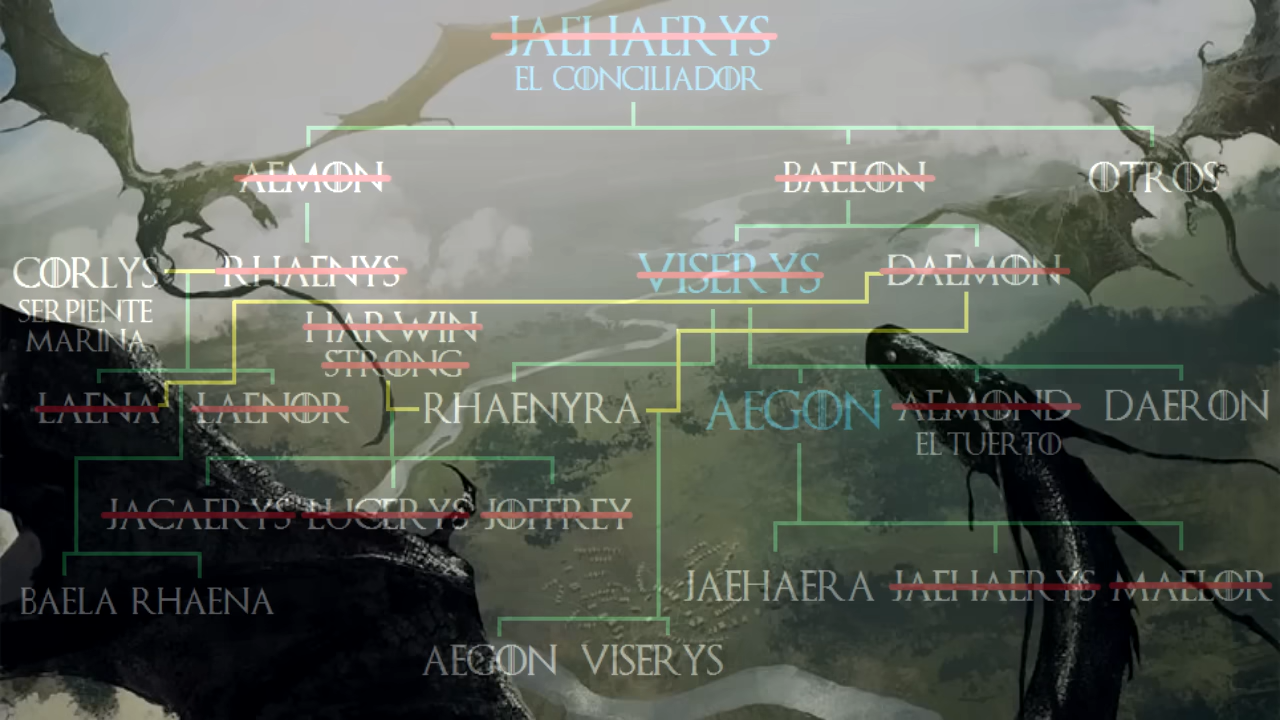 JAEHAERYS
EL CONCILIADOR
AEMON BAELON OTROS
CORLYS RHAENYS VISERYS DAEMON
SERPIENTE
MARINA
HARWIN
STRONG
LAENA LAENOR RHAENYRA AEGON AEMOND DAERON
EL TUERTO
JACAERYS LUCERYS JOFFREY
BAELA RHAENA JAEHAERA JAEHAERYS MAELOR
AEGON VISERYS